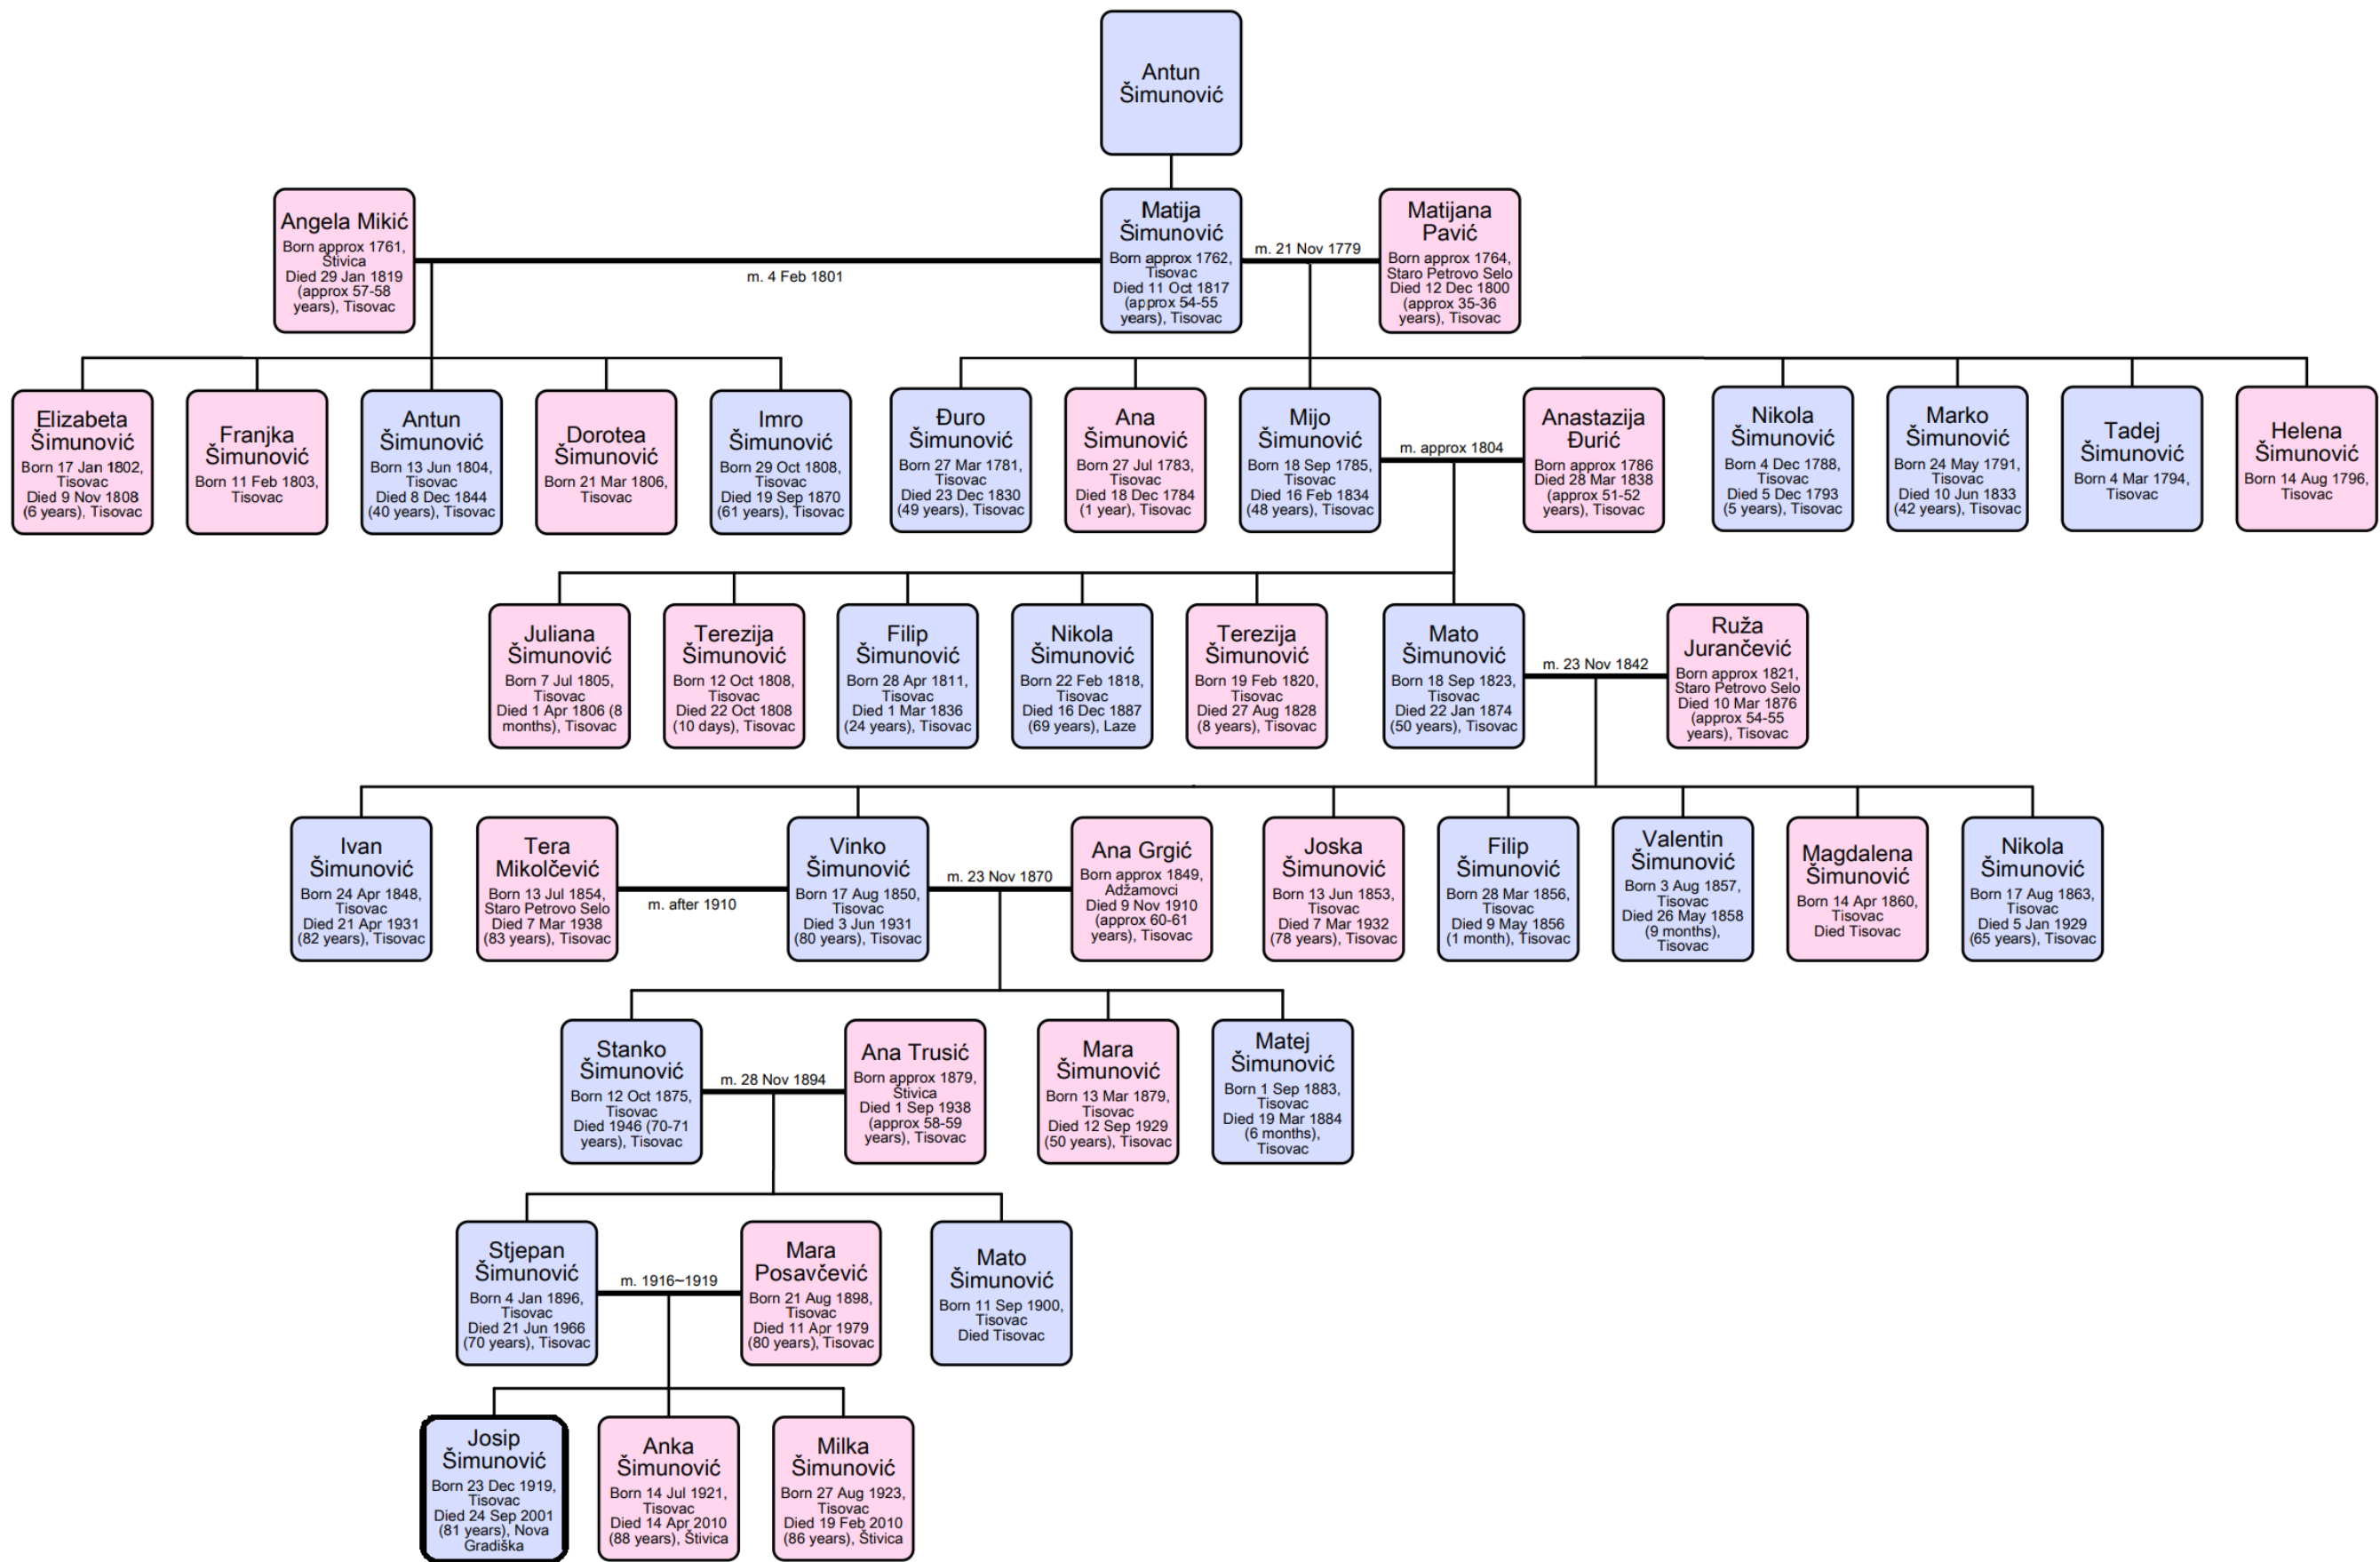 Antun
Šimunović
Angela Mikić
Born approx 1761,
Štivica
Died 29 Jan 1819
(approx 57-58
years), Tisovac
m. 4 Feb 1801
Matija
Šimunović
Born approx 1762,
Tisovac
Died 11 Oct 1817
(approx 54-55
years), Tisovac
m. 21 Nov 1779
Matijana
Pavić
Born approx 1764,
Staro Petrovo Selo
Died 12 Dec 1800
(approx 35-36
years), Tisovac
Elizabeta
Šimunović
Born 17 Jan 1802,
Tisovac
Died 9 Nov 1808
(6 years), Tisovac
Franjka
Šimunović
Born 11 Feb 1803,
Tisovac
Antun
Šimunović
Born 13 Jun 1804,
Tisovac
Died 8 Dec 1844
(40 years), Tisovac
Dorotea
Šimunović
Born 21 Mar 1806,
Tisovac
Imro
Šimunović
Born 29 Oct 1808,
Tisovac
Died 19 Sep 1870
(61 years), Tisovac
Đuro
Šimunović
Born 27 Mar 1781,
Tisovac
Died 23 Dec 1830
(49 years), Tisovac
Ana
Šimunović
Born 27 Jul 1783,
Tisovac
Died 18 Dec 1784
(1 year), Tisovac
Mijo
Šimunović
Born 18 Sep 1785,
Tisovac
Died 16 Feb 1834
(48 years), Tisovac
m. approx 1804
Anastazija
Đurić
Born approx 1786
Died 28 Mar 1838
(approx 51-52
years), Tisovac
Nikola
Šimunović
Born 4 Dec 1788,
Tisovac
Died 5 Dec 1793
(5 years), Tisovac
Marko
Šimunović
Born 24 May 1791,
Tisovac
Died 10 Jun 1833
(42 years), Tisovac
Tadej
Šimunović
Born 4 Mar 1794,
Tisovac
Helena
Šimunović
Born 14 Aug 1796,
Tisovac
Juliana
Šimunović
Born 7 Jul 1805,
Tisovac
Died 1 Apr 1806 (8
months), Tisovac
Terezija
Šimunović
Born 12 Oct 1808,
Tisovac
Died 22 Oct 1808
(10 days), Tisovac
Filip
Šimunović
Born 28 Apr 1811,
Tisovac
Died 1 Mar 1836
(24 years), Tisovac
Nikola
Šimunović
Born 22 Feb 1818,
Tisovac
Died 16 Dec 1887
(69 years), Laze
Terezija
Šimunović
Born 19 Feb 1820,
Tisovac
Died 27 Aug 1828
(8 years), Tisovac
Mato
Šimunović
Born 18 Sep 1823,
Tisovac
Died 22 Jan 1874
(50 years), Tisovac
m. 23 Nov 1842
Ruža
Jurančević
Born approx 1821,
Staro Petrovo Selo
Died 10 Mar 1876
(approx 54-55
years), Tisovac
Ivan
Šimunović
Born 24 Apr 1848,
Tisovac
Died 21 Apr 1931
(82 years), Tisovac
Tera
Mikolčević
Born 13 Jul 1854,
Staro Petrovo Selo
Died 7 Mar 1938
(83 years), Tisovac
m. after 1910
Vinko
Šimunović
Born 17 Aug 1850,
Tisovac
Died 3 Jun 1931
(80 years), Tisovac
m. 23 Nov 1870
Ana Grgić
Born approx 1849,
Adžamovci
Died 9 Nov 1910
(approx 60-61
years), Tisovac
Joska
Šimunović
Born 13 Jun 1853,
Tisovac
Died 7 Mar 1932
(78 years), Tisovac
Filip
Šimunović
Born 28 Mar 1856,
Tisovac
Died 9 May 1856
(1 month), Tisovac
Valentin
Šimunović
Born 3 Aug 1857,
Tisovac
Died 26 May 1858
(9 months),
Tisovac
Magdalena
Šimunović
Born 14 Apr 1860,
Tisovac
Died Tisovac
Nikola
Šimunović
Born 17 Aug 1863,
Tisovac
Died 5 Jan 1929
(65 years), Tisovac
Stanko
Šimunović
Born 12 Oct 1875,
Tisovac
Died 1946 (70-71
years), Tisovac
m. 28 Nov 1894
Ana Trusić
Born approx 1879,
Štivica
Died 1 Sep 1938
(approx 58-59
years), Tisovac
Mara
Šimunović
Born 13 Mar 1879,
Tisovac
Died 12 Sep 1929
(50 years), Tisovac
Matej
Šimunović
Born 1 Sep 1883,
Tisovac
Died 19 Mar 1884
(6 months),
Tisovac
Stjepan
Šimunović
Born 4 Jan 1896,
Tisovac
Died 21 Jun 1966
(70 years), Tisovac
m. 1916~1919
Mara
Posavčević
Born 21 Aug 1898,
Tisovac
Died 11 Apr 1979
(80 years), Tisovac
Mato
Šimunović
Born 11 Sep 1900,
Tisovac
Died Tisovac
Josip
Šimunović
Born 23 Dec 1919,
Tisovac
Died 24 Sep 2001
(81 years), Nova
Gradiška
Anka
Šimunović
Born 14 Jul 1921,
Tisovac
Died 14 Apr 2010
(88 years), Štivica
Milka
Šimunović
Born 27 Aug 1923,
Tisovac
Died 19 Feb 2010
(86 years), Štivica